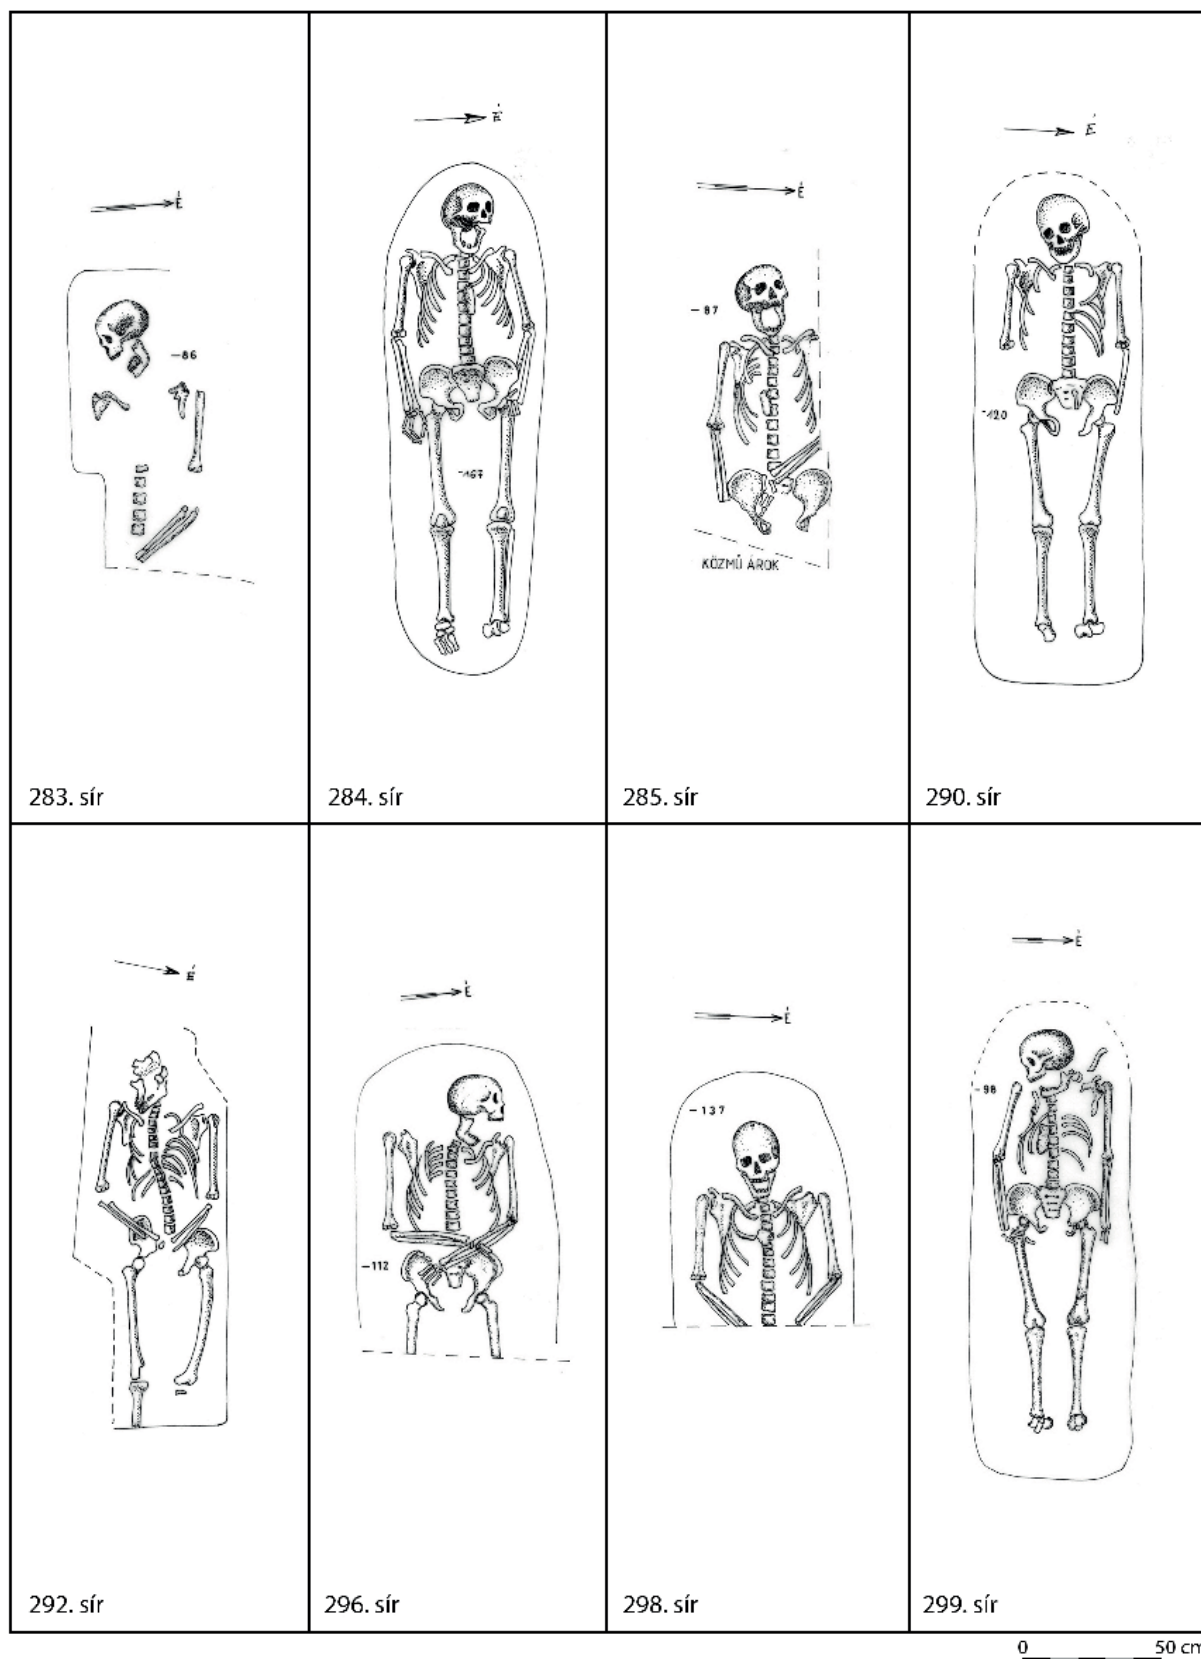 É
-86
283. sír
É
-167
284. sír
É
-87
KÖZMŰ ÁROK
285. sír
É
-120
290. sír
É
292. sír
É
-112
296. sír
É
-137
298. sír
É
-98
299. sír
0 50 cm